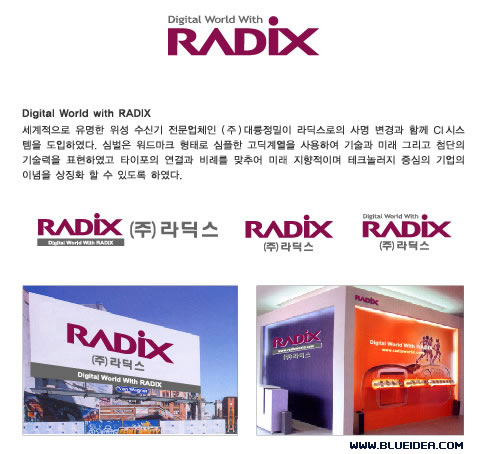 Digital World With
RADIX
Digital World with RADIX
세계적으로 유명한 위성 수신기 전문업체인 (주)대륭정밀이 라딕스로의 사명 변경과 함께 CI시스
템을 도입하였다. 심벌은 워드마크 형태로 심플한 고딕계열을 사용하여 기술과 미래 그리고 첨단의
기술력을 표현하였고 타이포의 연결과 비례를 맞추어 미래 지향적이며 테크놀러지 중심의 기업의
이념을 상징화 할 수 있도록 하였다.
RADIX (주)라딕스
Digital World With RADIX
RADIX
(주)라딕스
Digital World With
RADIX
(주)라딕스
RADIX
(주)라딕스
Digital World With RADIX
RADIX
RADIX
(주)라딕스
Digital World With RADIX
WWW.BLUEIDEA.COM